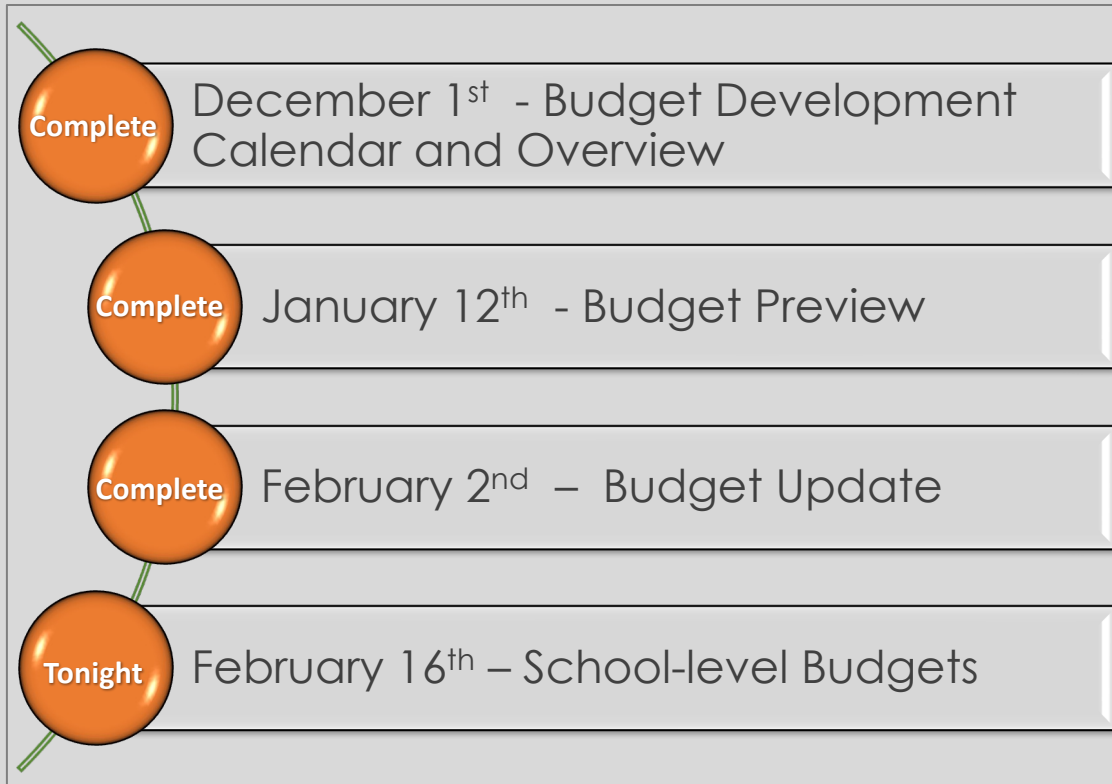 Complete
December 1st - Budget Development
Calendar and Overview
Complete
January 12th - Budget Preview
Complete
February 2nd – Budget Update
Tonight
February 16th – School-level Budgets